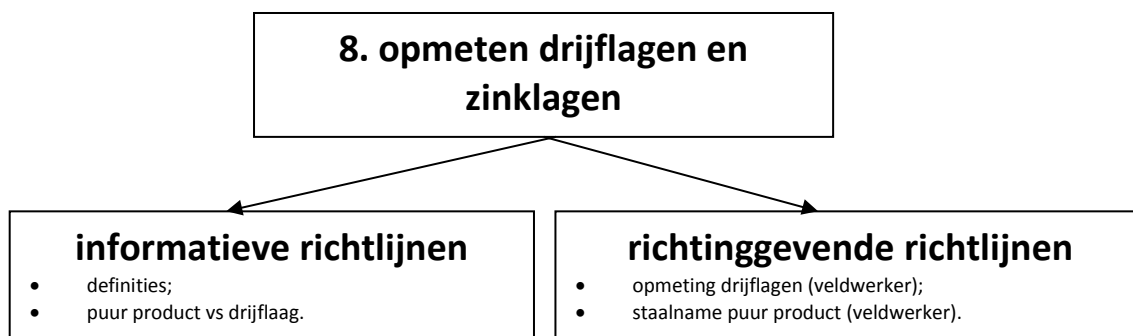 8. opmeten drijflagen en
zinklagen
informatieve richtlijnen
• definities;
• puur product vs drijflaag.
richtinggevende richtlijnen
• opmeting drijflagen (veldwerker);
• staalname puur product (veldwerker).